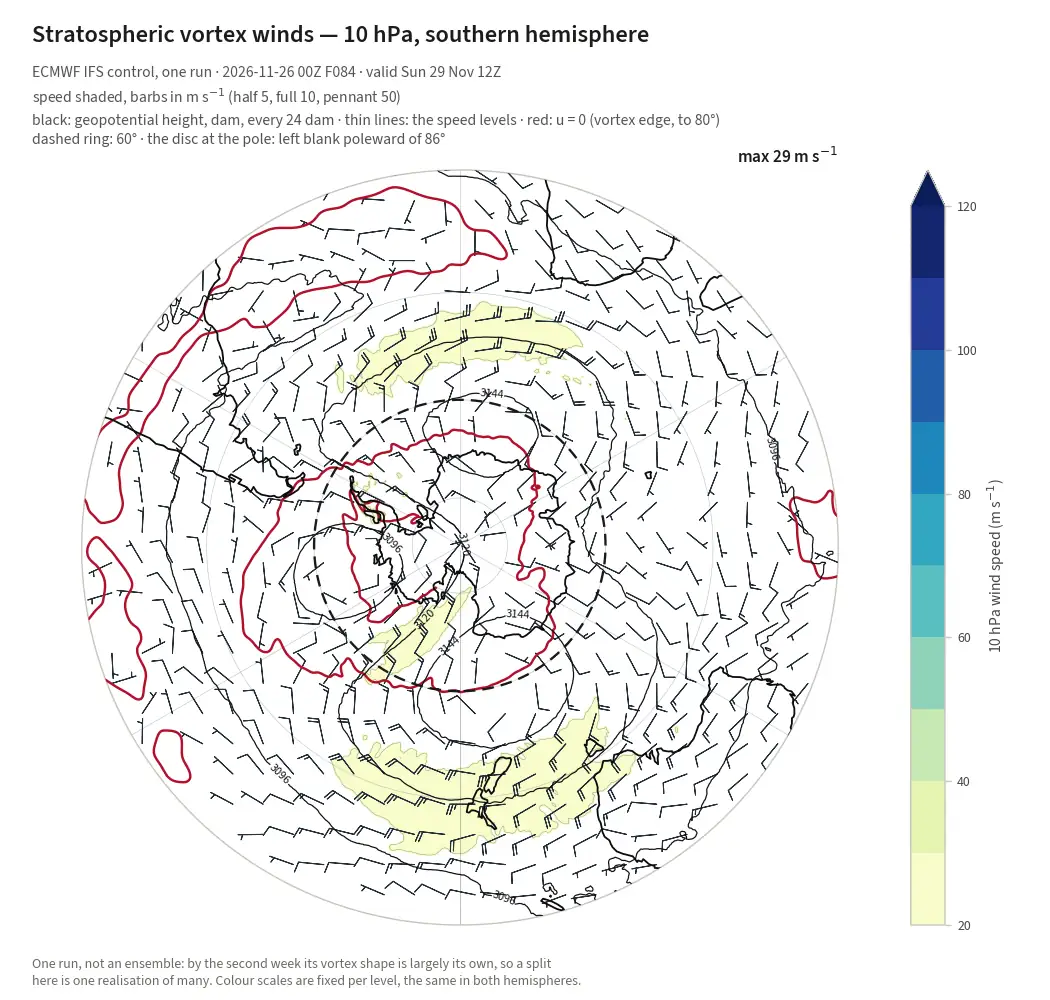 Stratospheric vortex winds — 10 hPa, southern hemisphere
ECMWF IFS control, one run · 2026-11-26 00Z F084 · valid Sun 29 Nov 12Z
speed shaded, barbs in m s⁻¹ (half 5, full 10, pennant 50)
black: geopotential height, dam, every 24 dam · thin lines: the speed levels · red: u = 0 (vortex edge, to 80°)
dashed ring: 60° · the disc at the pole: left blank poleward of 86°
max 29 m s⁻¹
120
100
80
60
40
20
10 hPa wind speed (m s⁻¹)
3144
3096
3096
3120
3144
3120
3144
3096
3096
One run, not an ensemble: by the second week its vortex shape is largely its own, so a split
here is one realisation of many. Colour scales are fixed per level, the same in both hemispheres.